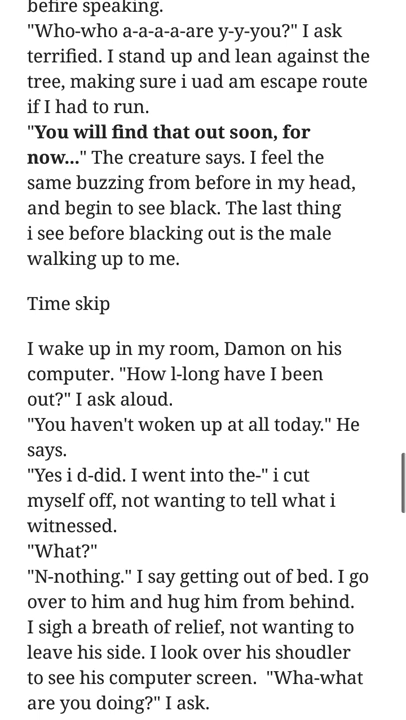 befire speaking.
"Who-who a-a-a-a-are y-y-you?" I ask
terrified. I stand up and lean against the
tree, making sure i uad am escape route
if I had to run.
"You will find that out soon, for
now..." The creature says. I feel the
same buzzing from before in my head,
and begin to see black. The last thing
i see before blacking out is the male
walking up to me.
Time skip
I wake up in my room, Damon on his
computer. "How l-long have I been
out?" I ask aloud.
"You haven't woken up at all today." He
says.
"Yes i d-did. I went into the-" i cut
myself off, not wanting to tell what i
witnessed.
"What?"
"N-nothing." I say getting out of bed. I go
over to him and hug him from behind.
I sigh a breath of relief, not wanting to
leave his side. I look over his shoudler
to see his computer screen.  "Wha-what
are you doing?" I ask.